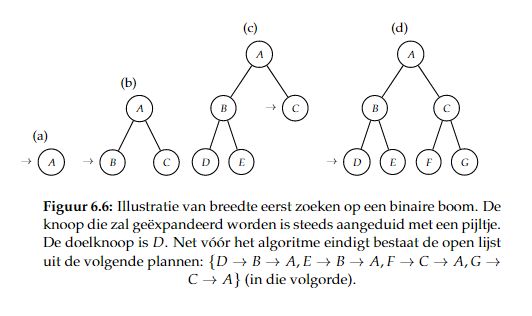 (c)
(d)
A
A
(b)
A
B
→ C
B
C
(a)
→ A
→ B
C
D
E
→ D
E
F
G
Figuur 6.6: Illustratie van breedte eerst zoeken op een binaire boom. De
knoop die zal geëxpandeerd worden is steeds aangeduid met een pijltje.
De doelknoop is D. Net vóór het algoritme eindigt bestaat de open lijst
uit de volgende plannen: {D → B → A, E → B → A, F → C → A, G →
C → A} (in die volgorde).